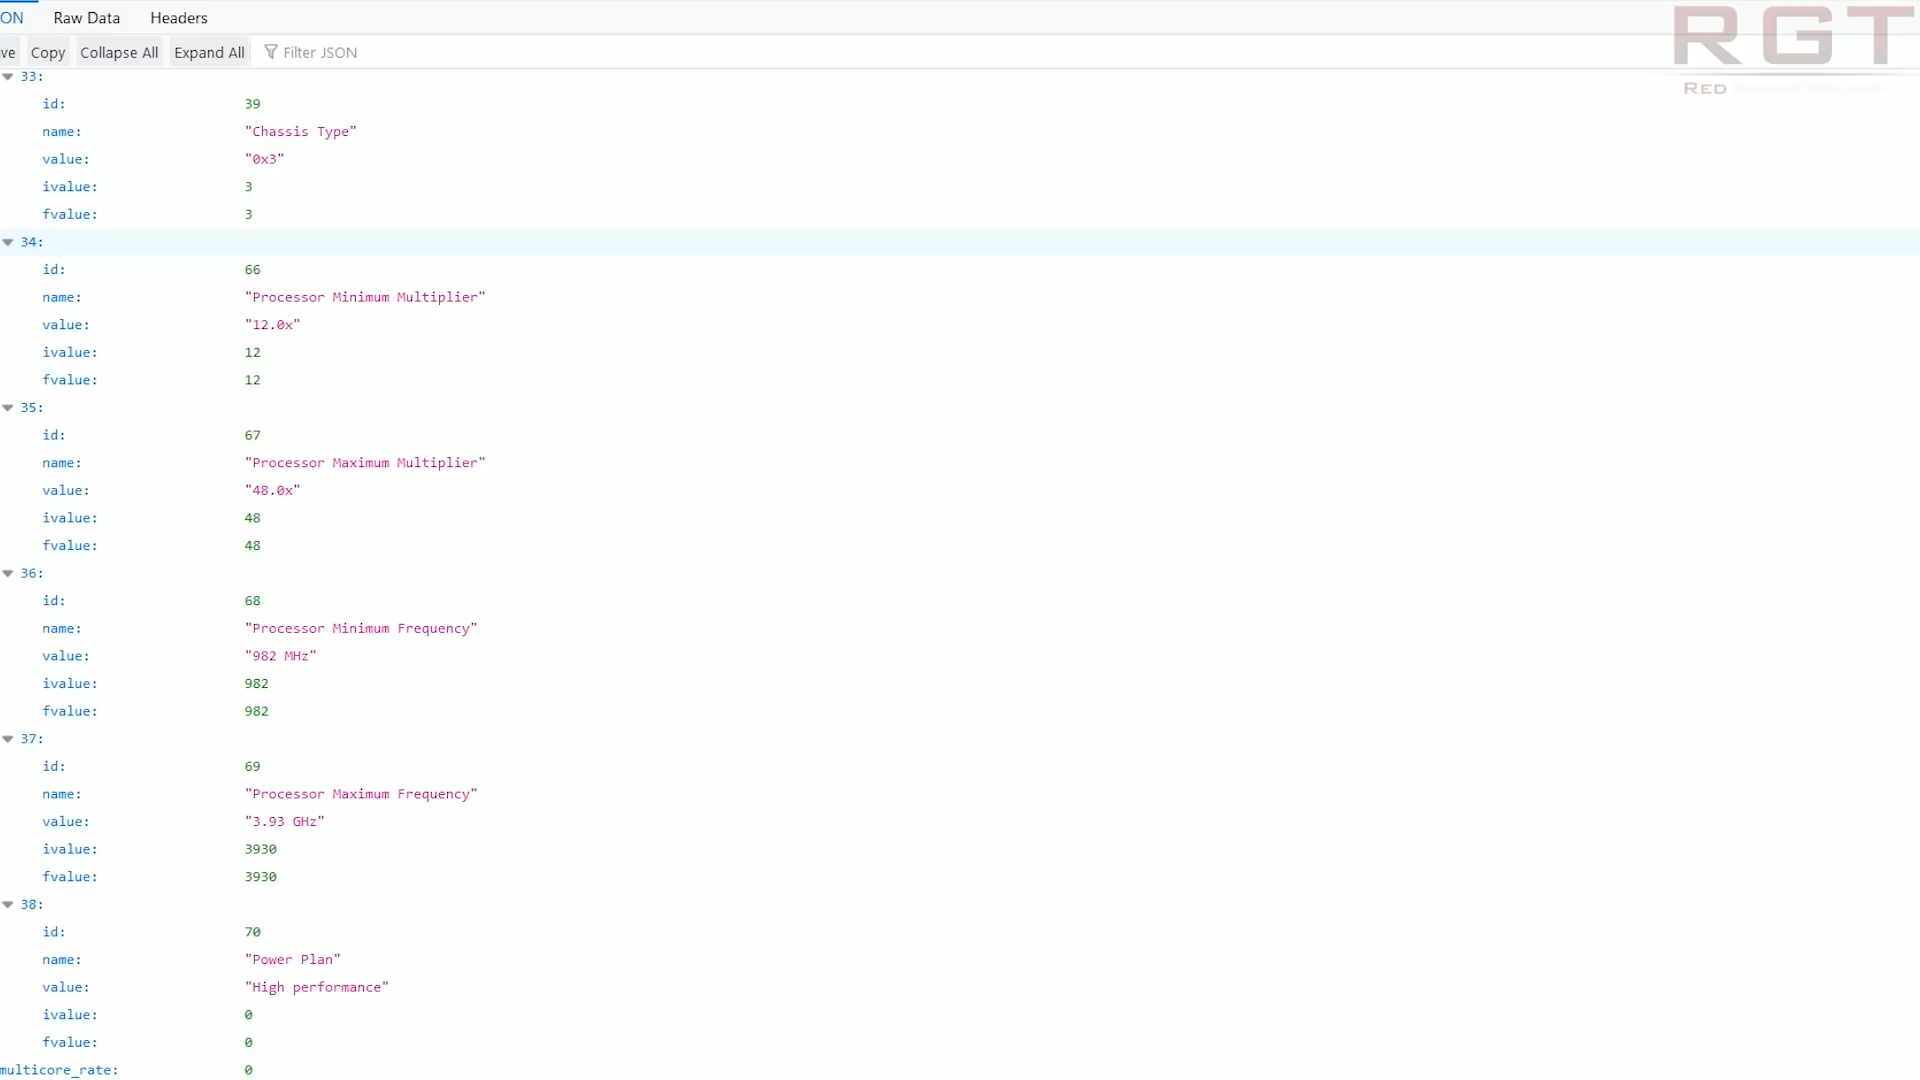 ON Raw Data Headers
ve Copy Collapse All Expand All Filter JSON
RGT
RED
33:
id: 39
name: "Chassis Type"
value: "0x3"
ivalue: 3
fvalue: 3
34:
id: 66
name: "Processor Minimum Multiplier"
value: "12.0x"
ivalue: 12
fvalue: 12
35:
id: 67
name: "Processor Maximum Multiplier"
value: "48.0x"
ivalue: 48
fvalue: 48
36:
id: 68
name: "Processor Minimum Frequency"
value: "982 MHz"
ivalue: 982
fvalue: 982
37:
id: 69
name: "Processor Maximum Frequency"
value: "3.93 GHz"
ivalue: 3930
fvalue: 3930
38:
id: 70
name: "Power Plan"
value: "High performance"
ivalue: 0
fvalue: 0
multicore_rate: 0